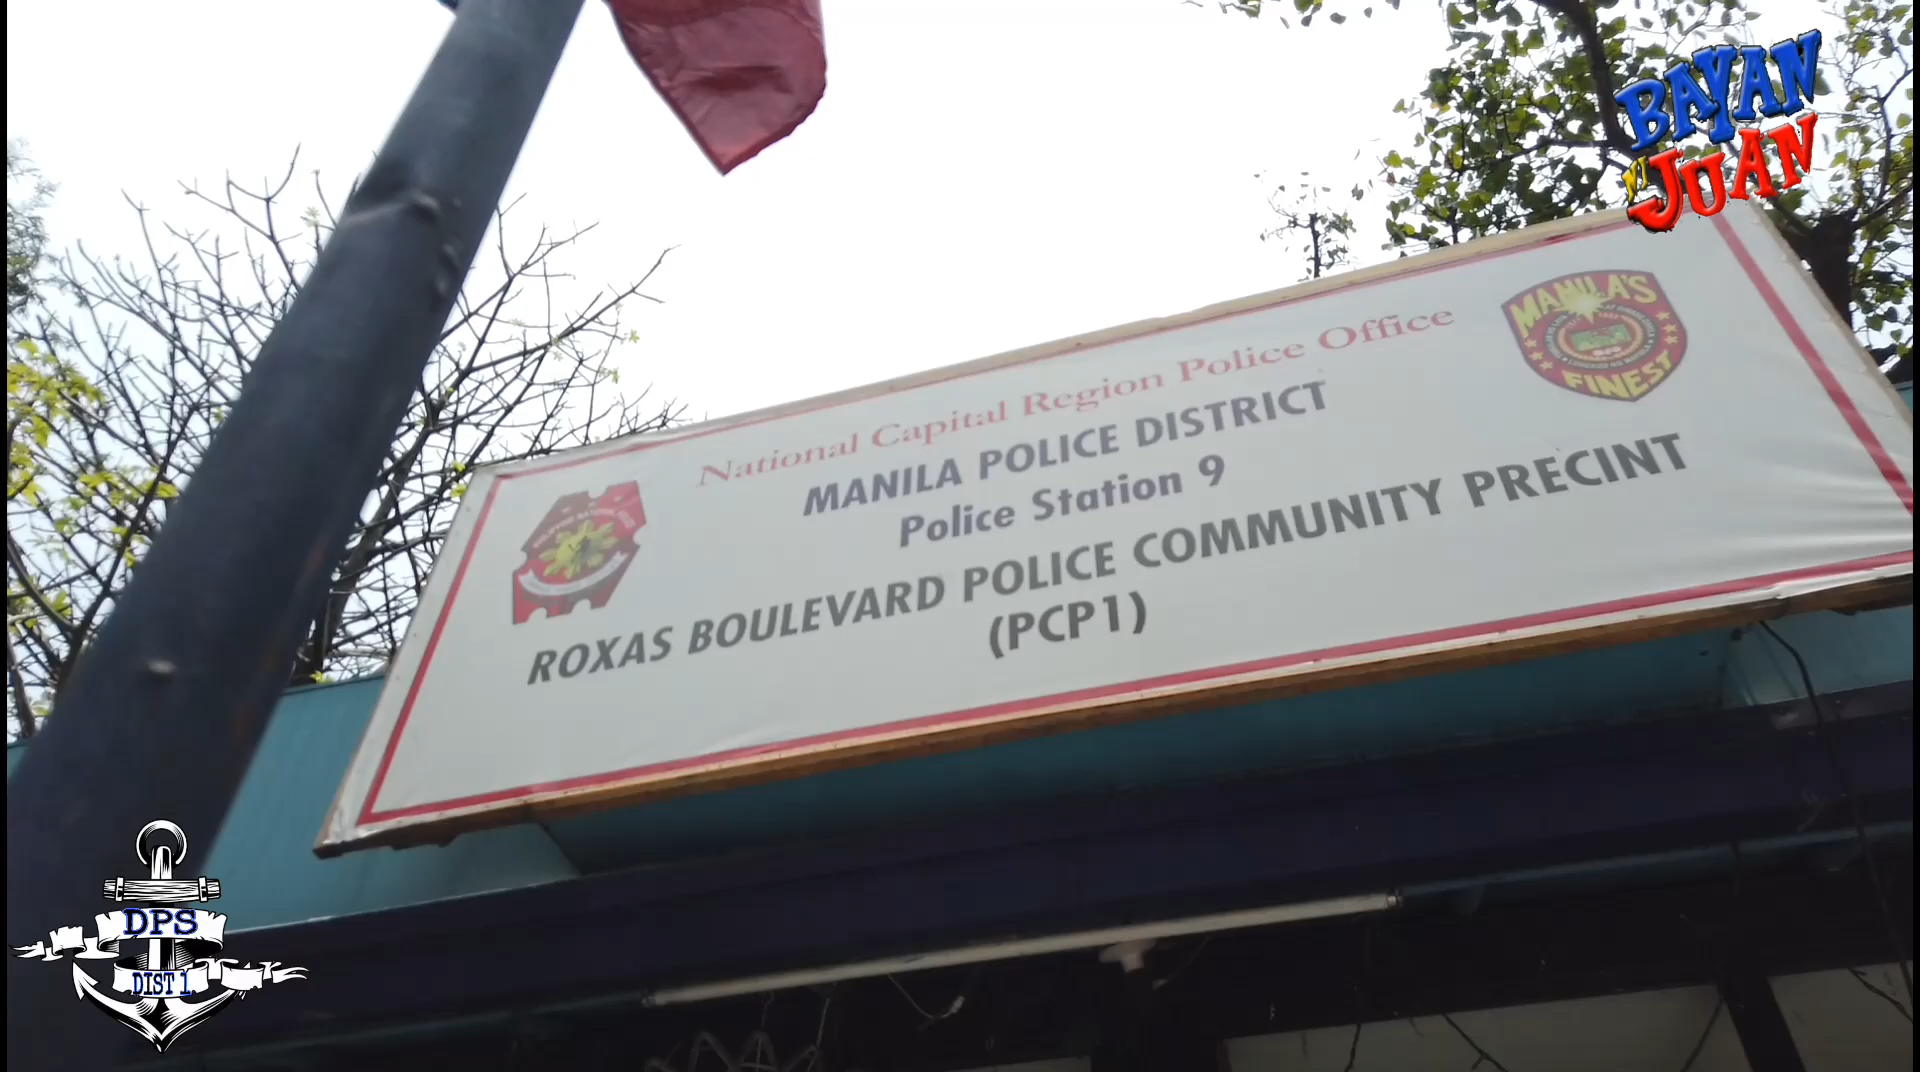 BAYAN
NI
JUAN
National Capital Region Police Office
MANILA POLICE DISTRICT
Police Station 9
ROXAS BOULEVARD POLICE COMMUNITY PRECINT
(PCP1)
MANILA'S
FINEST
DPS
DIST 1